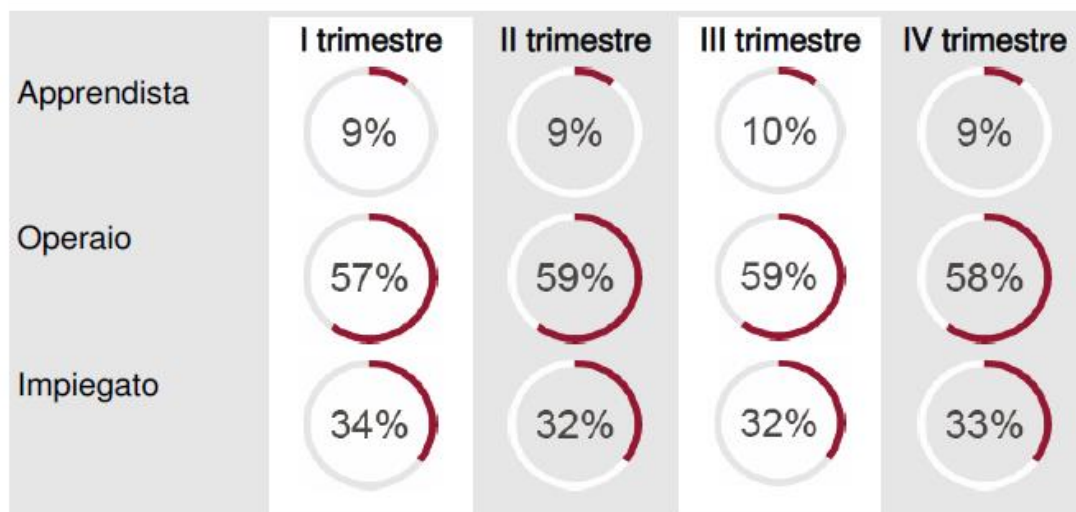 I trimestre II trimestre III trimestre IV trimestre
Apprendista
9% 9% 10% 9%
Operaio
57% 59% 59% 58%
Impiegato
34% 32% 32% 33%